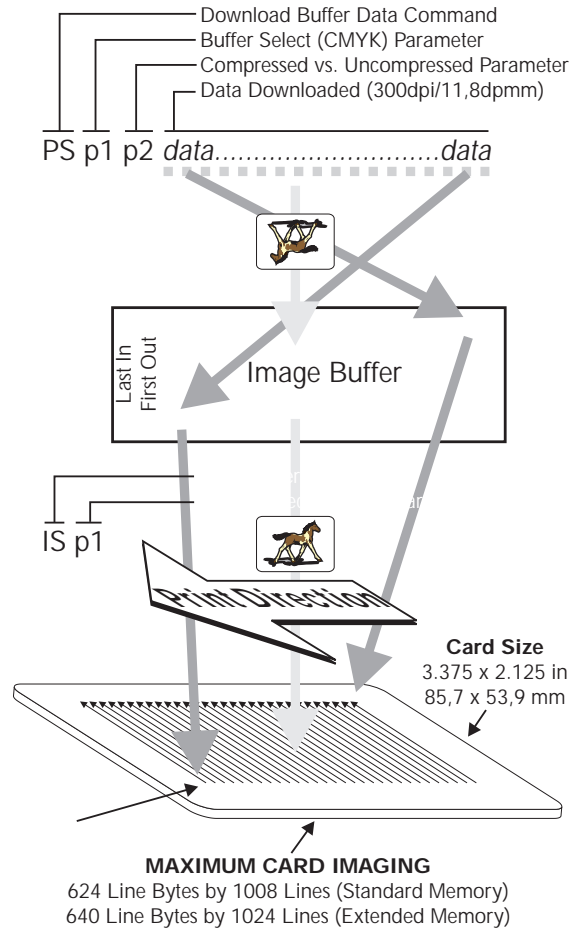 Download Buffer Data Command
Buffer Select (CMYK) Parameter
Compressed vs. Uncompressed Parameter
Data Downloaded (300dpi/11,8dpmm)
PS p1 p2 data............................data
Last In
First Out
Image Buffer
IS p1
Print Direction
Card Size
3.375 x 2.125 in
85,7 x 53,9 mm
MAXIMUM CARD IMAGING
624 Line Bytes by 1008 Lines (Standard Memory)
640 Line Bytes by 1024 Lines (Extended Memory)